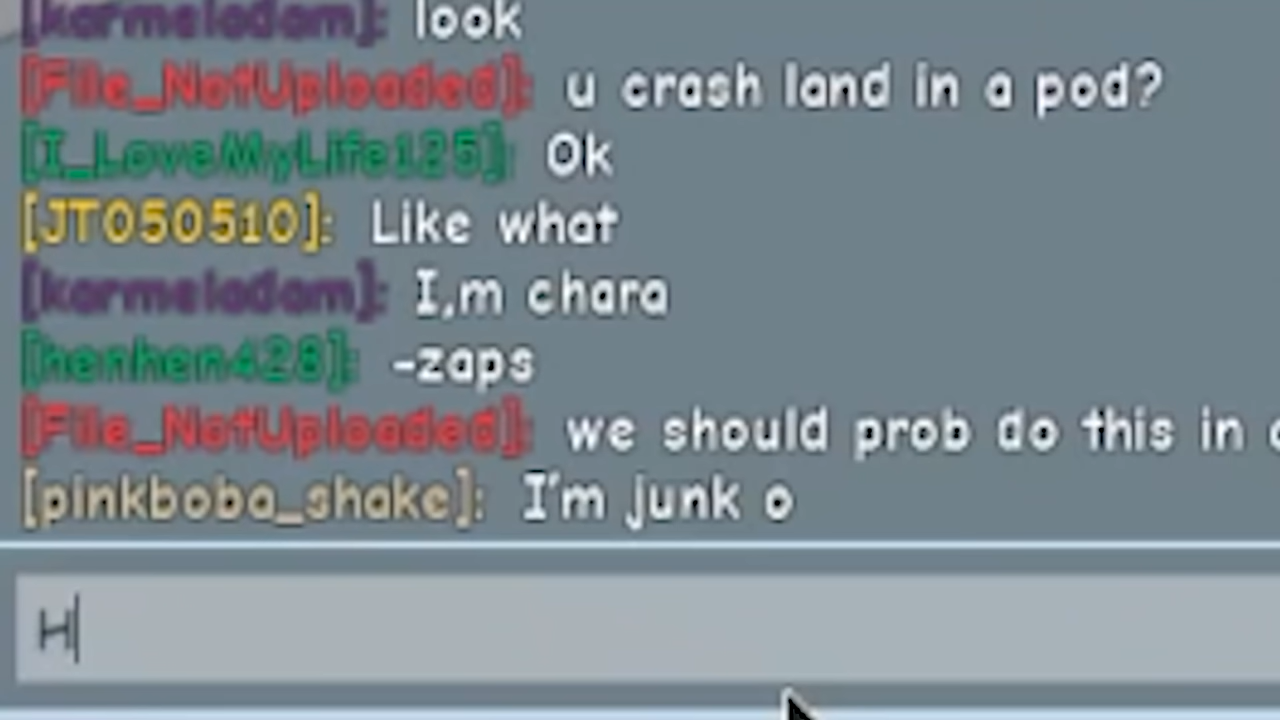 [karmeladam]: look
[File_NotUploaded]: u crash land in a pod?
[I_LoveMyLife125]: Ok
[JT050510]: Like what
[karmeladam]: I,m chara
[henhen428]: -zaps
[File_NotUploaded]: we should prob do this in
[pinkboba_shake]: I'm junk o
H